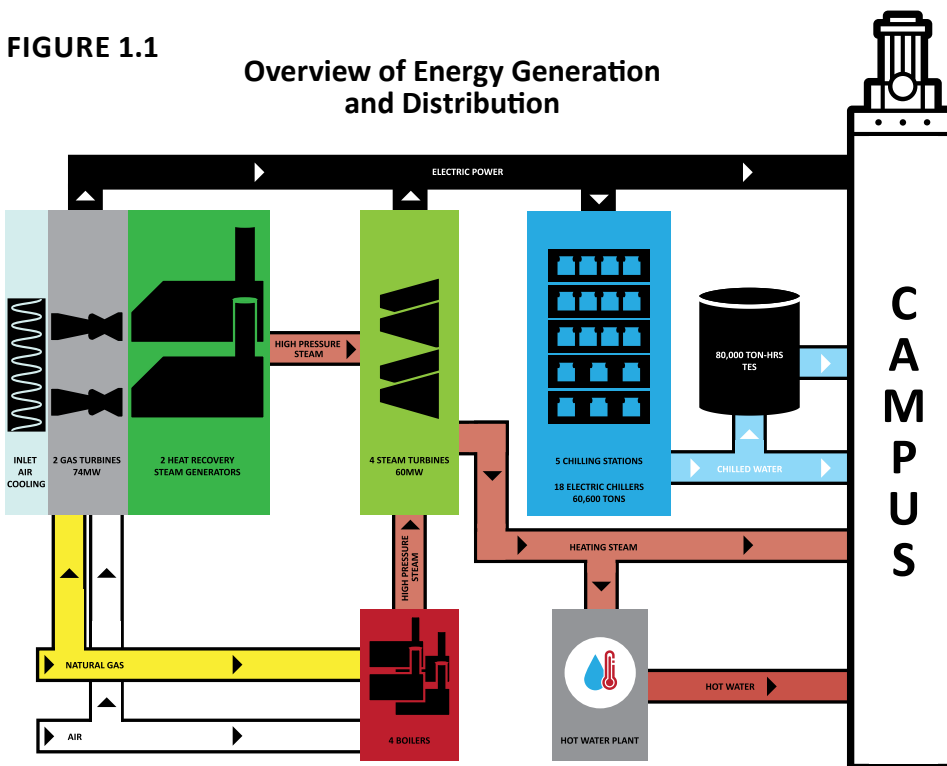 FIGURE 1.1
Overview of Energy Generation
and Distribution
ELECTRIC POWER
HIGH PRESSURE
STEAM
80,000 TON-HRS
TES
INLET
AIR
COOLING
2 GAS TURBINES
74MW
2 HEAT RECOVERY
STEAM GENERATORS
4 STEAM TURBINES
60MW
5 CHILLING STATIONS
18 ELECTRIC CHILLERS
60,600 TONS
CHILLED WATER
HIGH PRESSURE
STEAM
HEATING STEAM
NATURAL GAS
AIR
4 BOILERS
HOT WATER PLANT
HOT WATER
CAMPUS